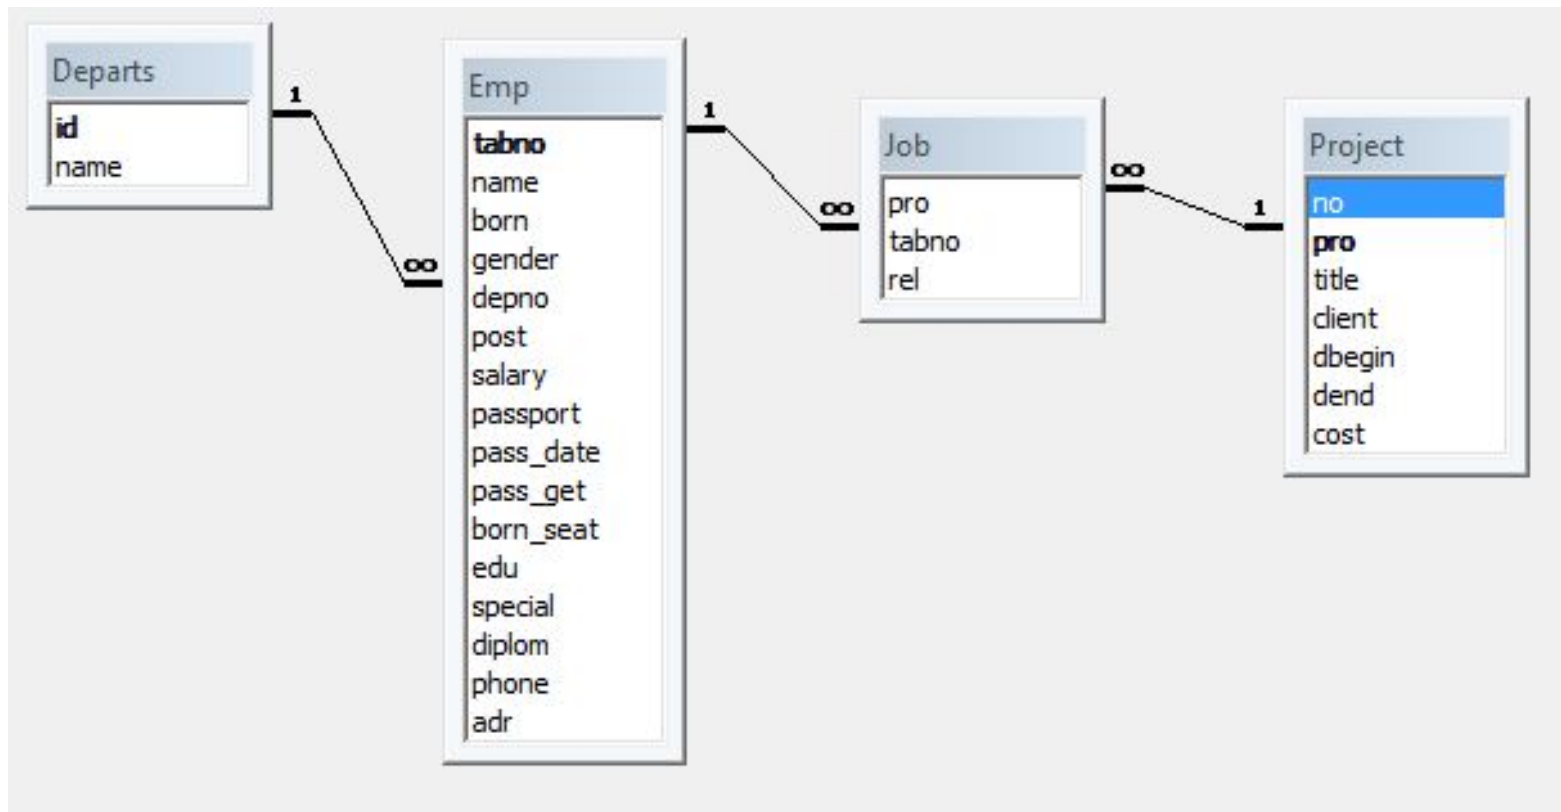 Departs
id
name
1
∞
Emp
tabno
name
born
gender
depno
post
salary
passport
pass_date
pass_get
born_seat
edu
special
diplom
phone
adr
1
∞
Job
pro
tabno
rel
∞
1
Project
no
pro
title
client
dbegin
dend
cost